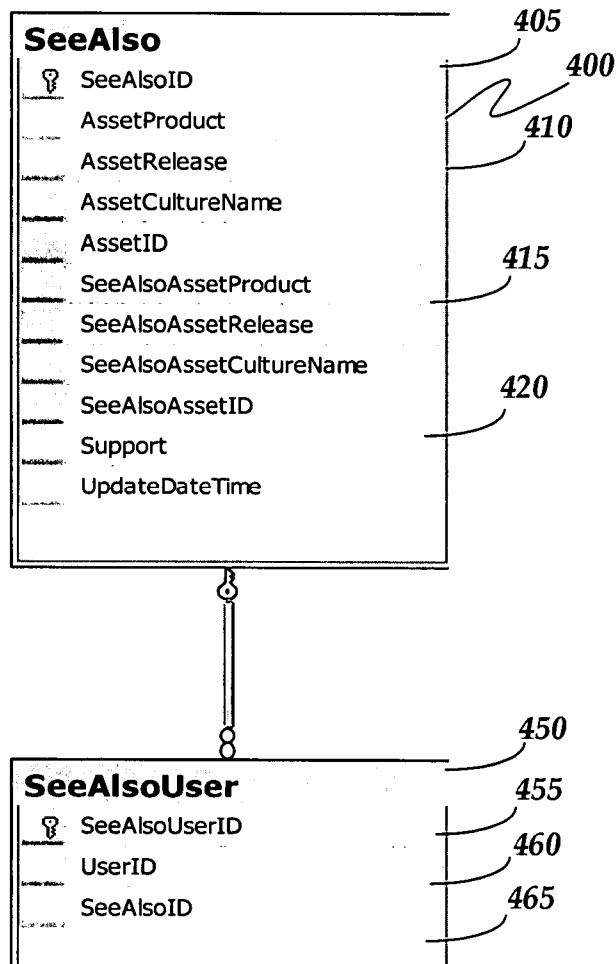 SeeAlso
405
SeeAlsoID
400
AssetProduct
410
AssetRelease
AssetCultureName
AssetID
415
SeeAlsoAssetProduct
SeeAlsoAssetRelease
SeeAlsoAssetCultureName
420
SeeAlsoAssetID
Support
UpdateDateTime
450
SeeAlsoUser
455
SeeAlsoUserID
460
UserID
465
SeeAlsoID